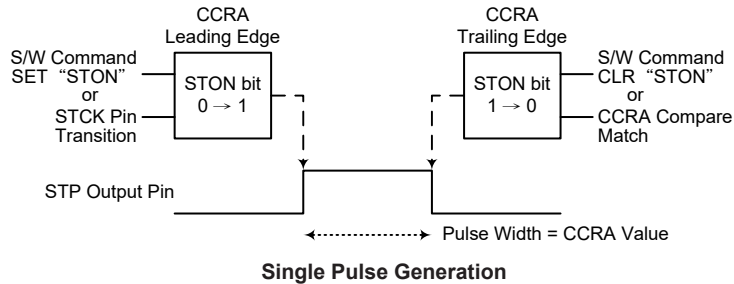 CCRA
Leading Edge
CCRA
Trailing Edge
S/W Command
SET “STON”
or
STCK Pin
Transition
STON bit
0 → 1
STON bit
1 → 0
S/W Command
CLR “STON”
or
CCRA Compare
Match
STP Output Pin
Pulse Width = CCRA Value
Single Pulse Generation